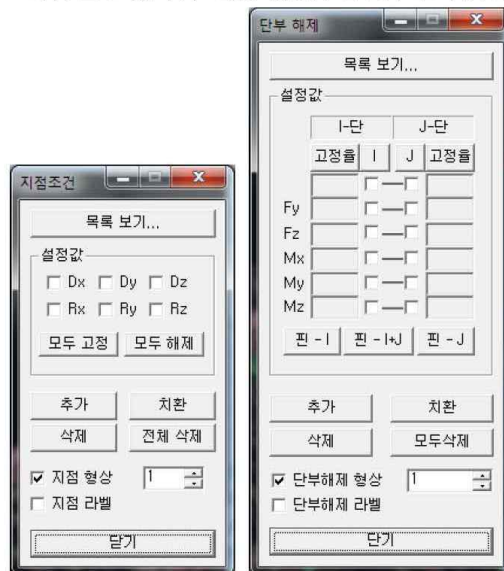 지점조건
목록 보기...
설정값
Dx Dy Dz
Rx Ry Rz
모두 고정 모두 해제
추가 치환
삭제 전체 삭제
지점 형상 1
지점 라벨
닫기
단부 해제
목록 보기...
설정값
I-단 J-단
고정율 I J 고정율
Fy
Fz
Mx
My
Mz
핀 - I 핀 - I+J 핀 - J
추가 치환
삭제 모두삭제
단부해제 형상 1
단부해제 라벨
닫기